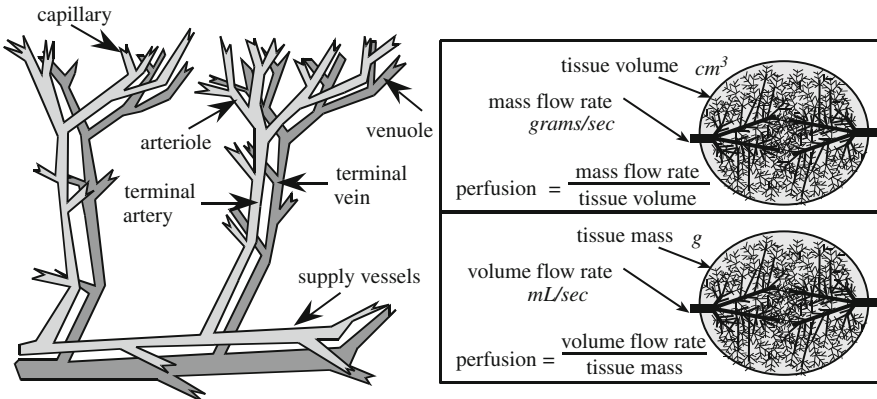 capillary
arteriole
venuole
terminal
artery
terminal
vein
supply vessels
tissue volume cm³
mass flow rate
grams/sec
perfusion = mass flow rate
tissue volume
tissue mass g
volume flow rate
mL/sec
perfusion = volume flow rate
tissue mass